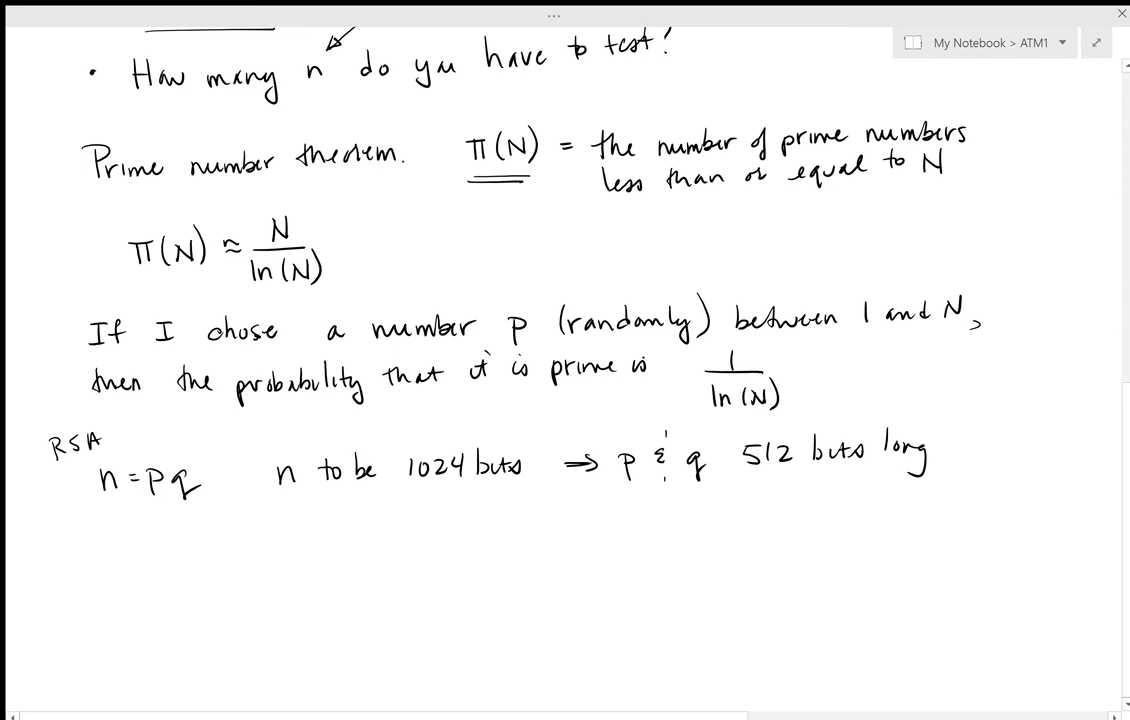 ...
My Notebook > ATM1
• How many n do you have to test?
Prime number theorem. π(N) = the number of prime numbers
less than or equal to N
π(N) ≈ N / ln(N)
If I chose a number p (randomly) between 1 and N,
then the probability that it is prime is 1 / ln(N)
RSA
n = pq n to be 1024 bits ⇒ p & q 512 bits long